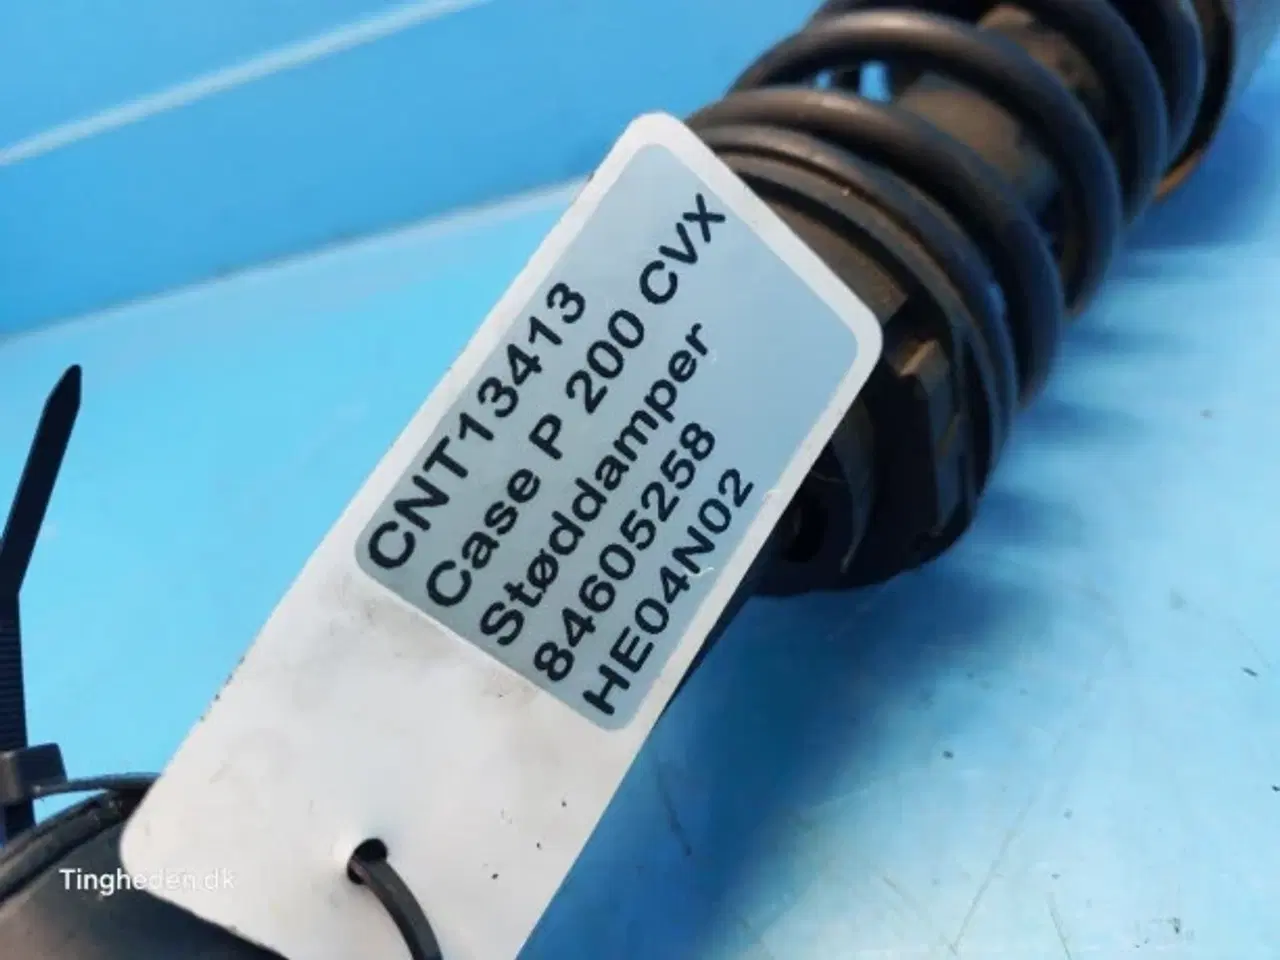 CNT13413
Case P 200 CVX
Støddamper
84605258
HE04N02
Tingheden.dk